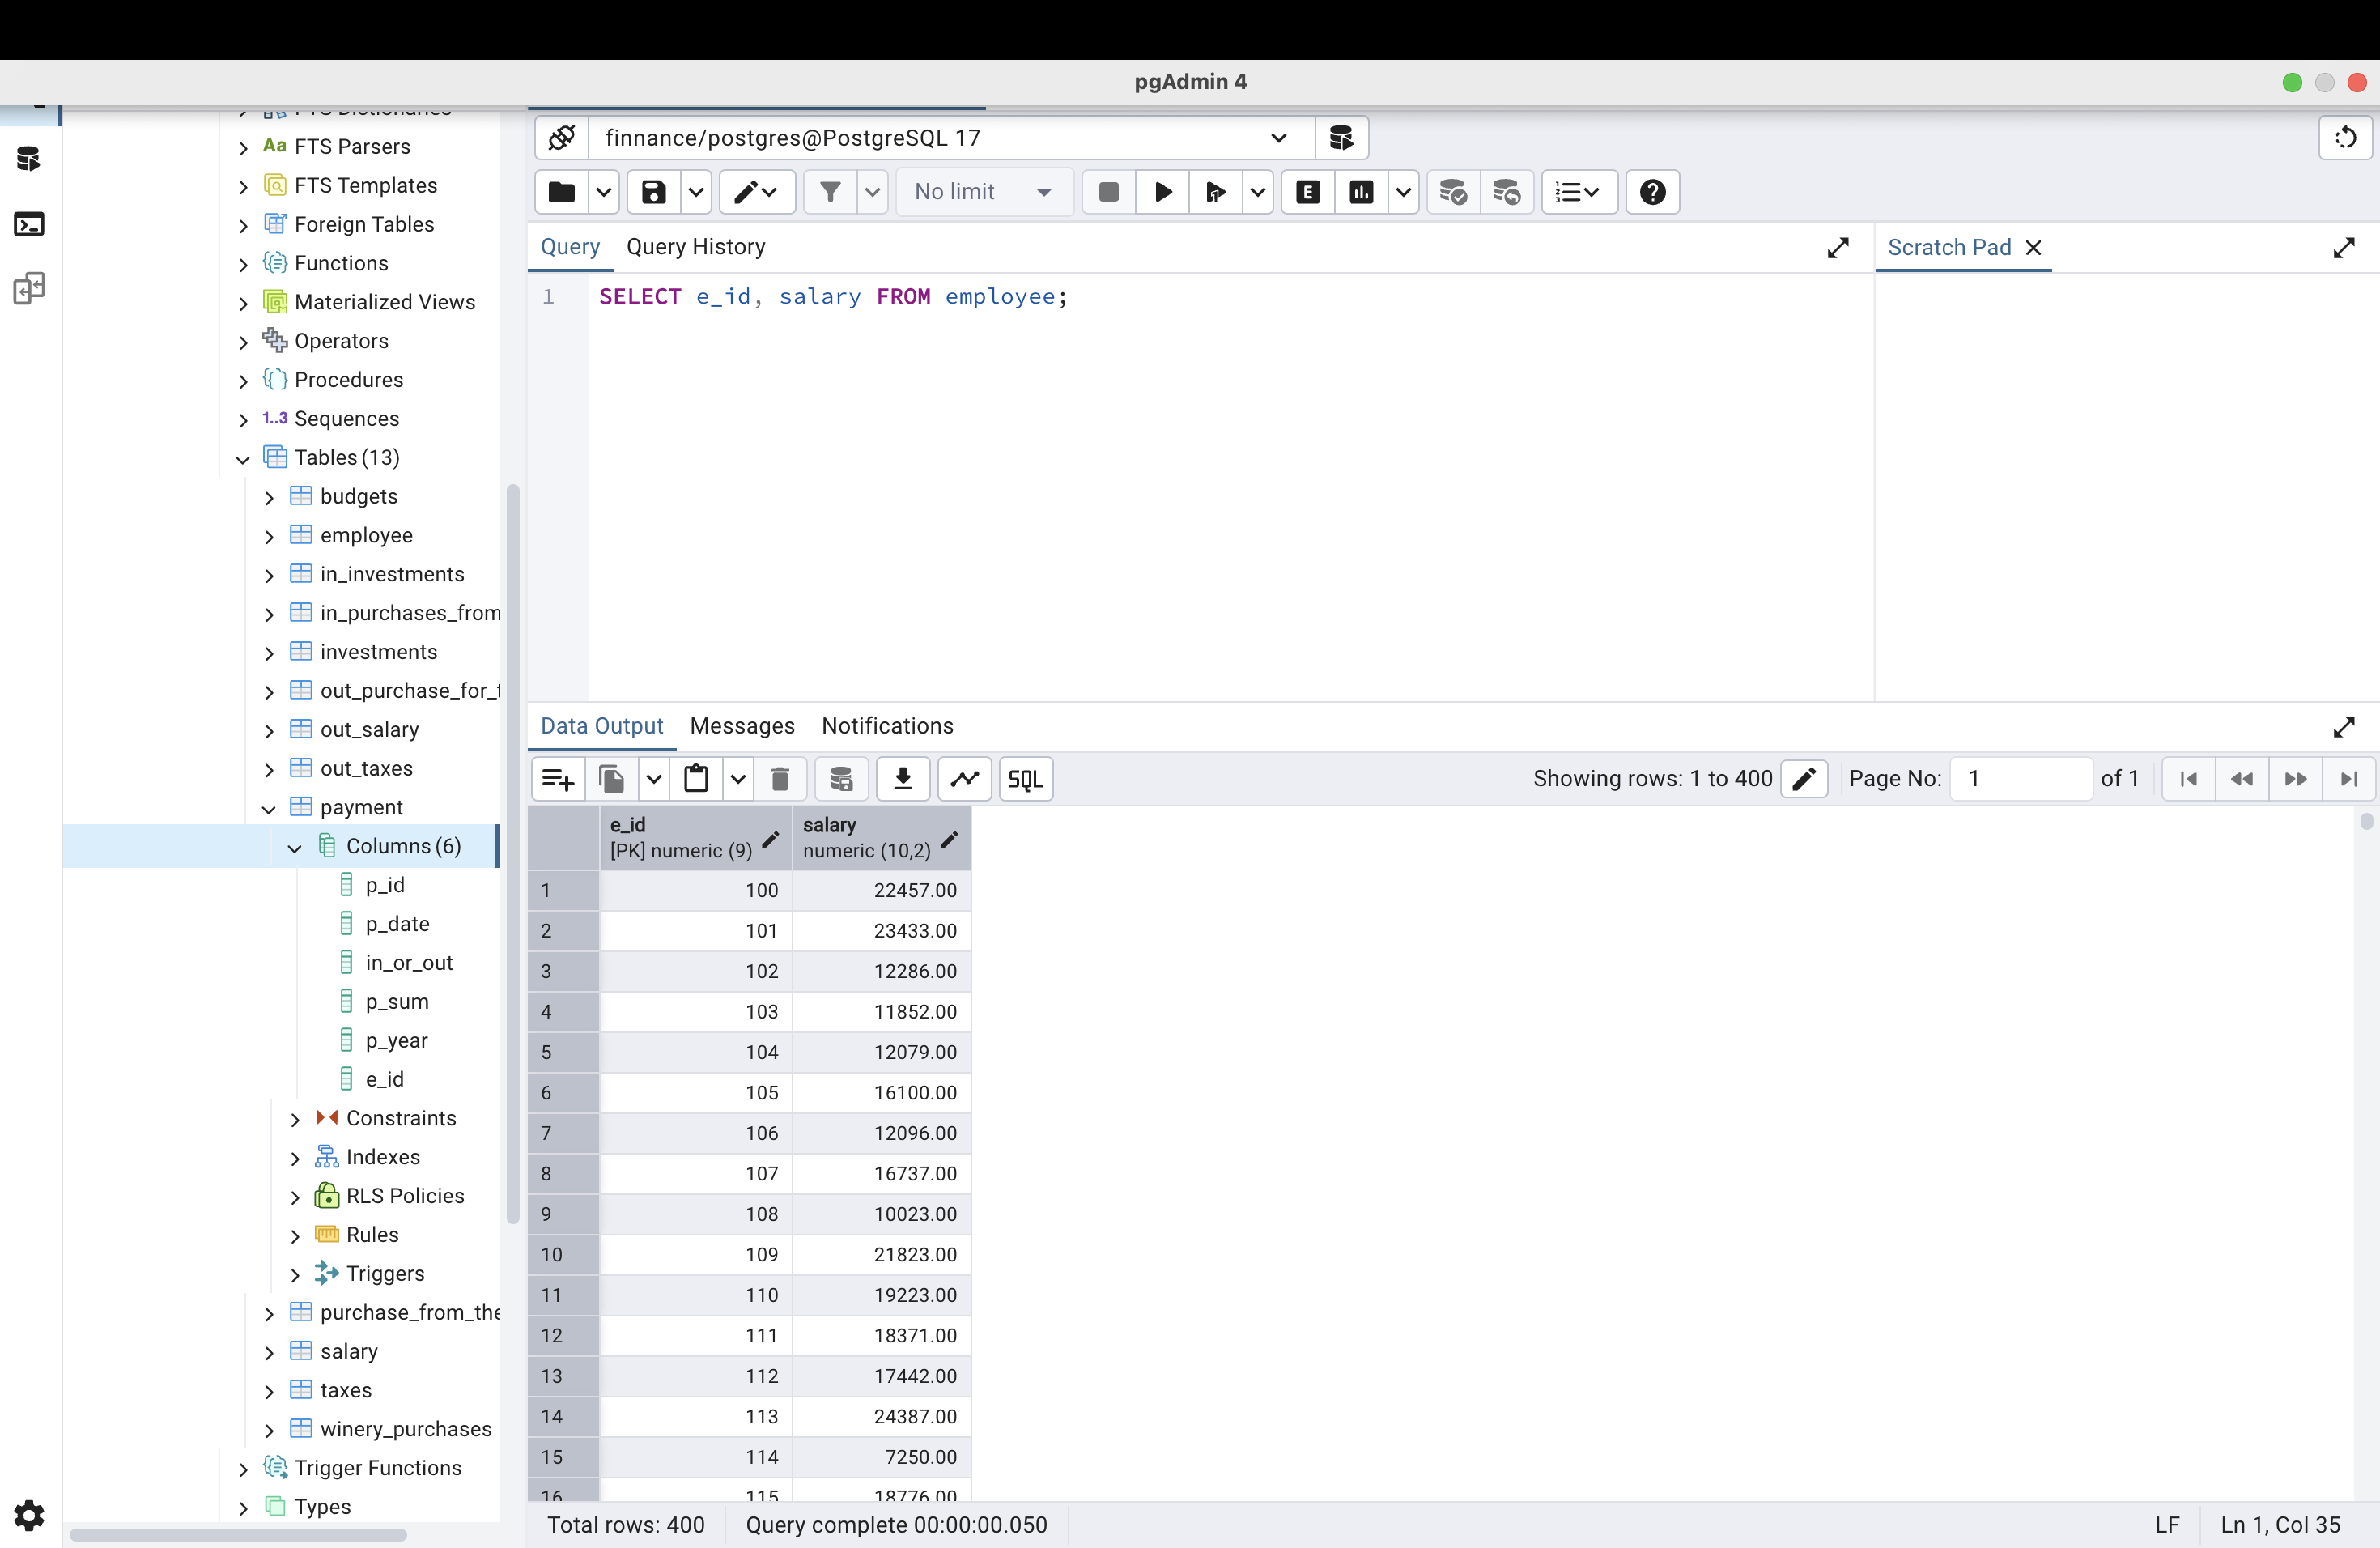 pgAdmin 4
FTS Dictionaries
Aa FTS Parsers
FTS Templates
Foreign Tables
Functions
Materialized Views
Operators
Procedures
1..3 Sequences
Tables (13)
budgets
employee
in_investments
in_purchases_from
investments
out_purchase_for_t
out_salary
out_taxes
payment
Columns (6)
p_id
p_date
in_or_out
p_sum
p_year
e_id
Constraints
Indexes
RLS Policies
Rules
Triggers
purchase_from_the
salary
taxes
winery_purchases
Trigger Functions
Types
finnance/postgres@PostgreSQL 17
No limit
E
Query Query History
Scratch Pad
1 SELECT e_id, salary FROM employee;
Data Output Messages Notifications
SQL
Showing rows: 1 to 400
Page No: 1 of 1
e_id salary
[PK] numeric (9) numeric (10,2)
1 100 22457.00
2 101 23433.00
3 102 12286.00
4 103 11852.00
5 104 12079.00
6 105 16100.00
7 106 12096.00
8 107 16737.00
9 108 10023.00
10 109 21823.00
11 110 19223.00
12 111 18371.00
13 112 17442.00
14 113 24387.00
15 114 7250.00
16 115 18776.00
Total rows: 400 Query complete 00:00:00.050 LF Ln 1, Col 35